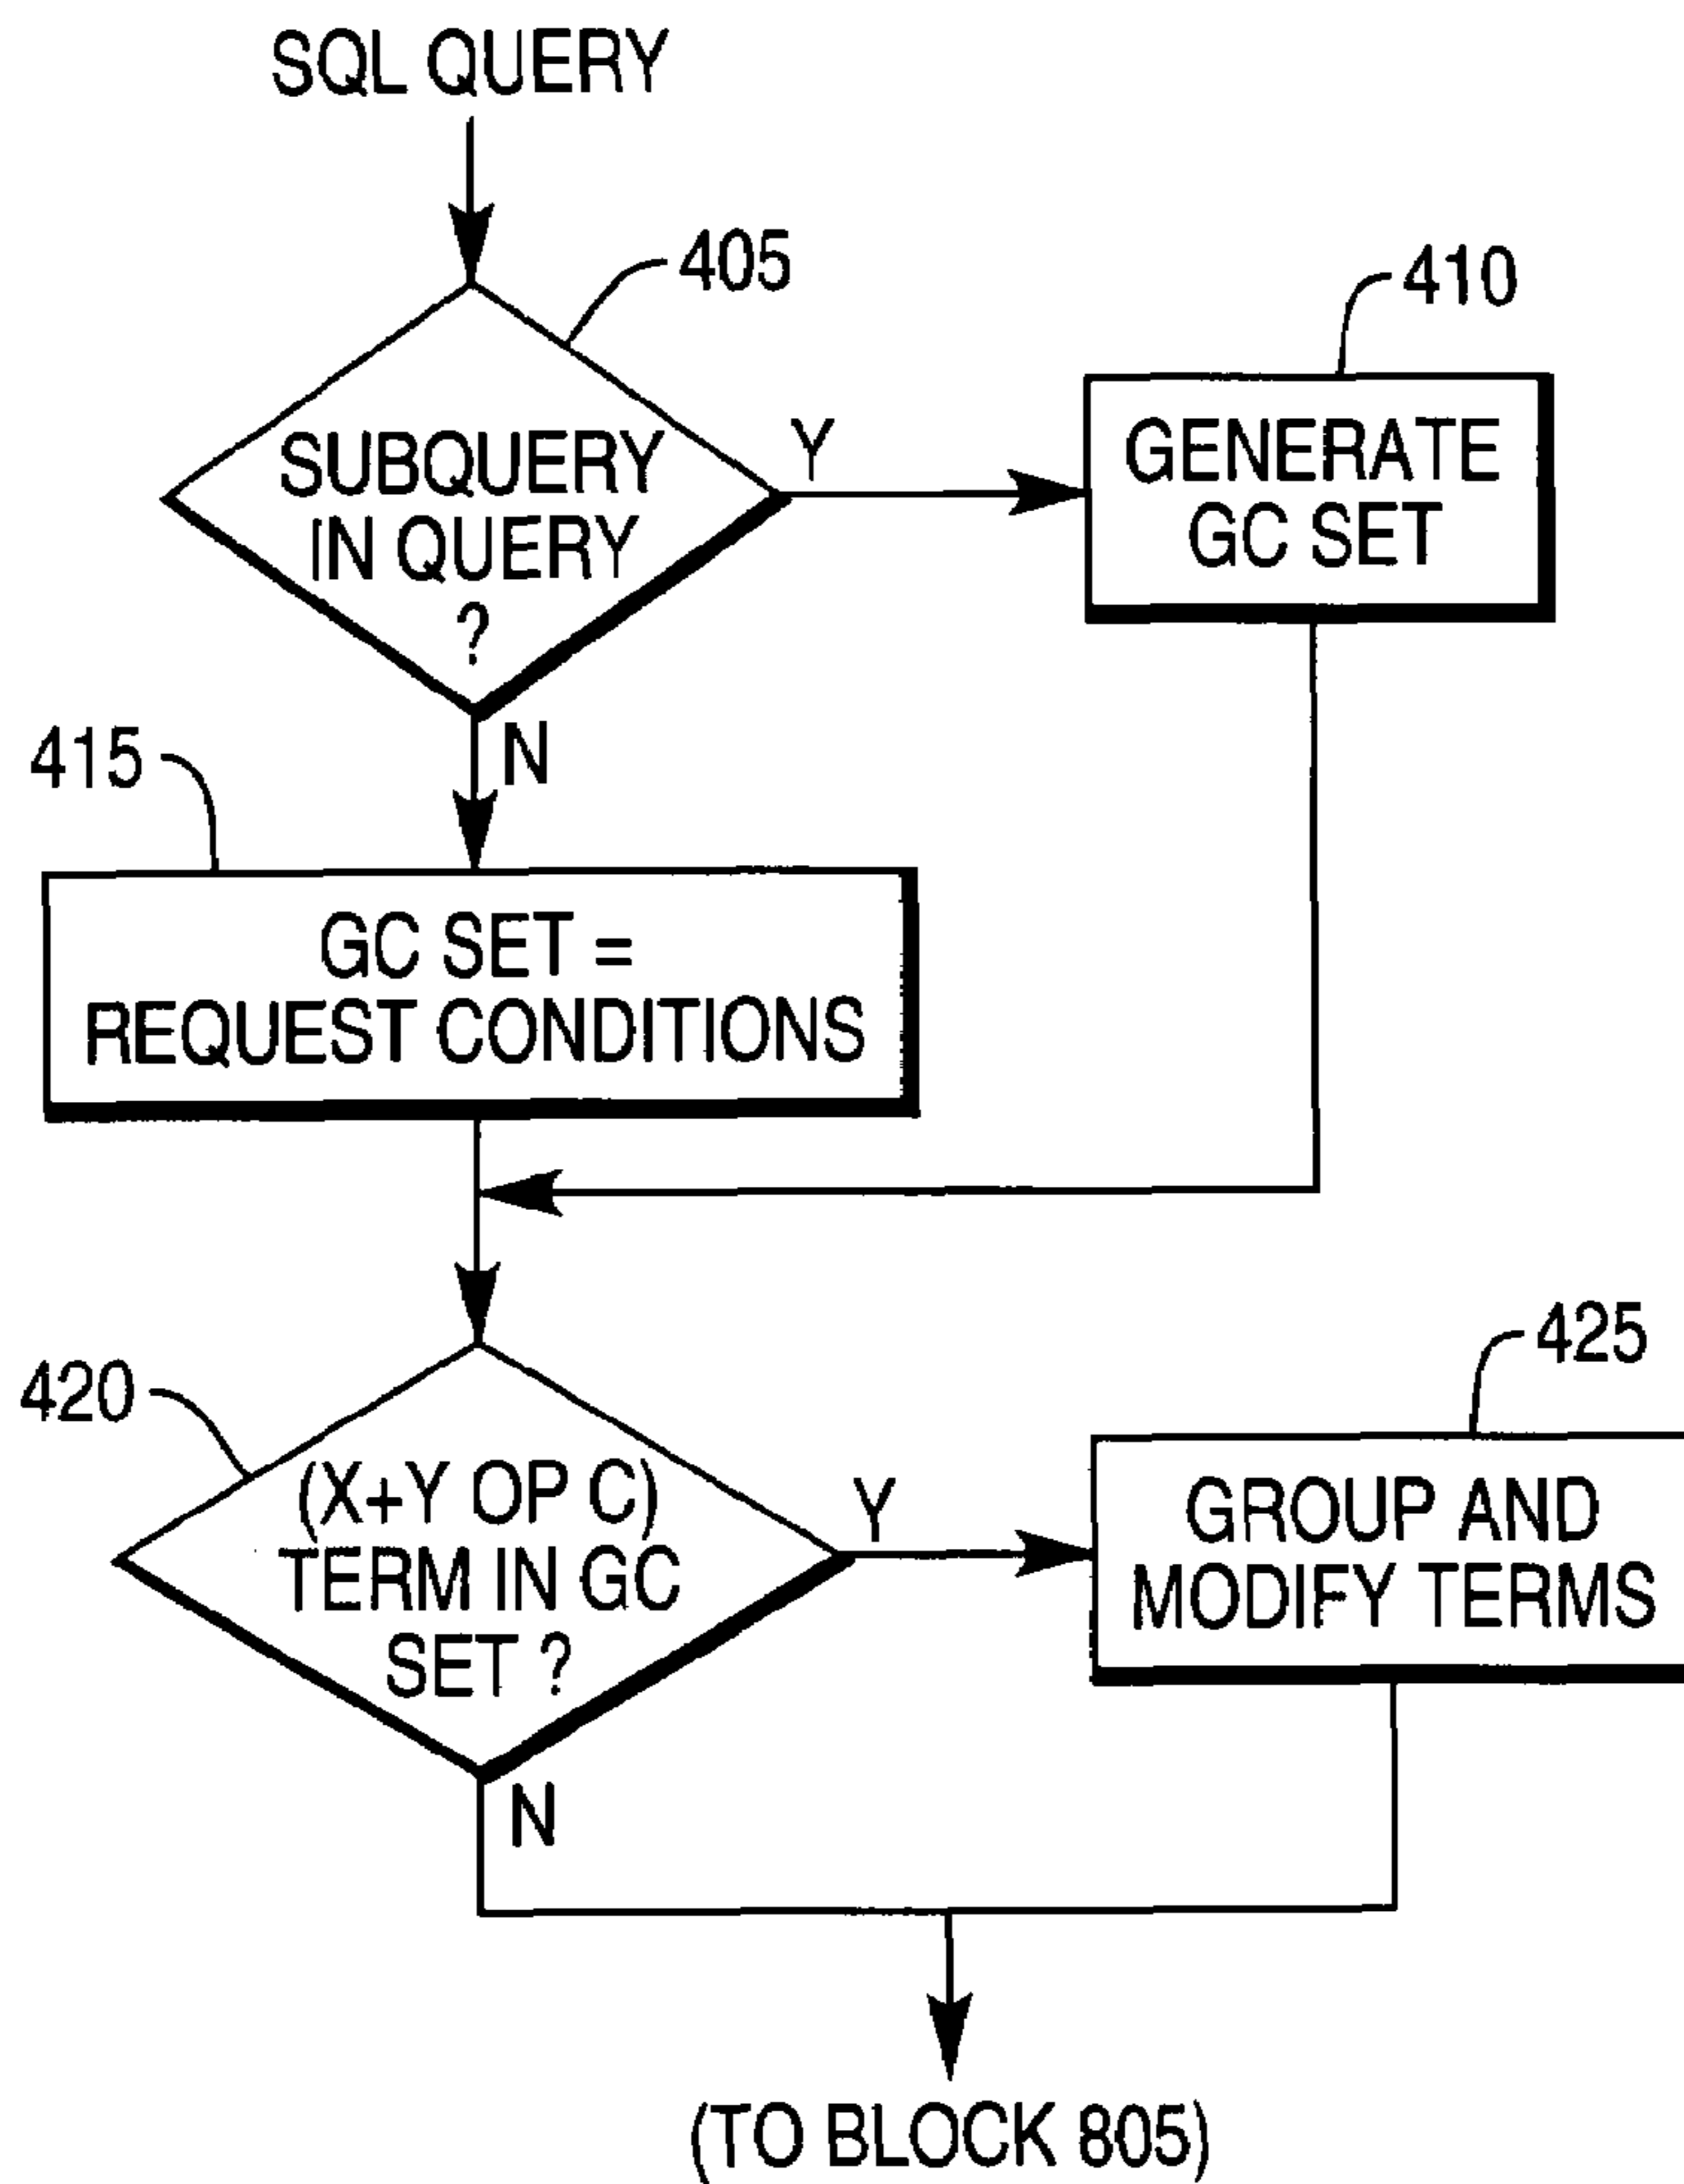 SQL QUERY
405
410
SUBQUERY
IN QUERY
?
Y
GENERATE
GC SET
N
415
GC SET =
REQUEST CONDITIONS
420
425
(X+Y OP C)
TERM IN GC
SET ?
Y
GROUP AND
MODIFY TERMS
N
(TO BLOCK 805)